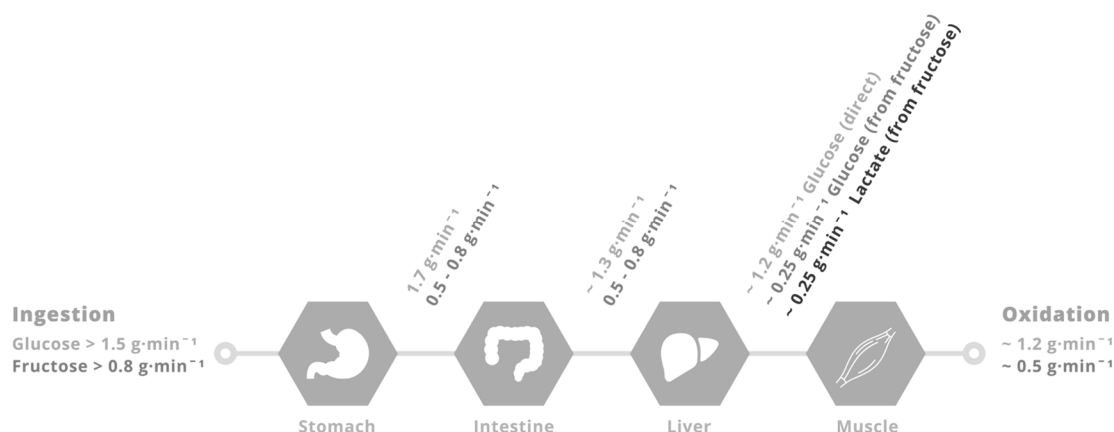 Ingestion
Glucose > 1.5 g·min⁻¹
Fructose > 0.8 g·min⁻¹
Stomach
1.7 g·min⁻¹
0.5 - 0.8 g·min⁻¹
Intestine
~ 1.3 g·min⁻¹
0.5 - 0.8 g·min⁻¹
Liver
~ 1.2 g·min⁻¹ Glucose (direct)
~ 0.25 g·min⁻¹ Glucose (from fructose)
~ 0.25 g·min⁻¹ Lactate (from fructose)
Muscle
Oxidation
~ 1.2 g·min⁻¹
~ 0.5 g·min⁻¹